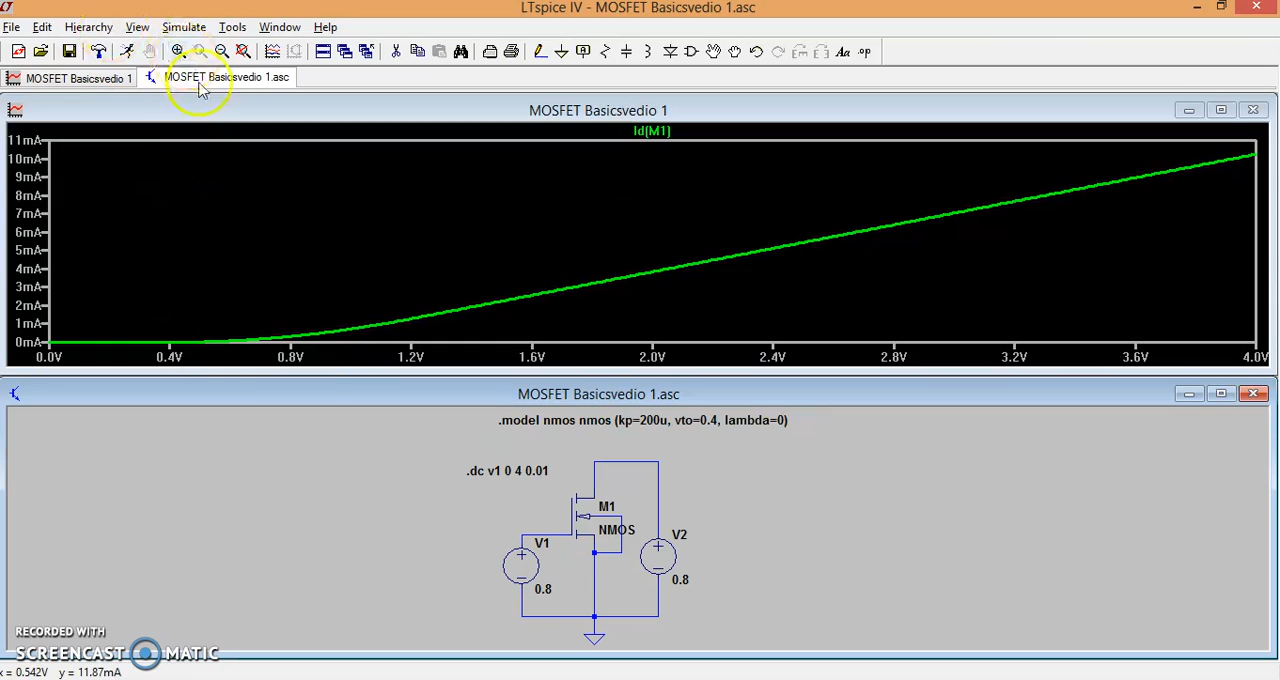 LTspice IV - MOSFET Basicsvedio 1.asc
File Edit Hierarchy View Simulate Tools Window Help
Aa .op
MOSFET Basicsvedio 1
MOSFET Basicsvedio 1.asc
MOSFET Basicsvedio 1
Id(M1)
11mA
10mA
9mA
8mA
7mA
6mA
5mA
4mA
3mA
2mA
1mA
0mA
0.0V 0.4V 0.8V 1.2V 1.6V 2.0V 2.4V 2.8V 3.2V 3.6V 4.0V
MOSFET Basicsvedio 1.asc
.model nmos nmos (kp=200u, vto=0.4, lambda=0)
.dc v1 0 4 0.01
M1
NMOS
V1
0.8
V2
0.8
RECORDED WITH
SCREENCAST MATIC
x = 0.542V y = 11.87mA